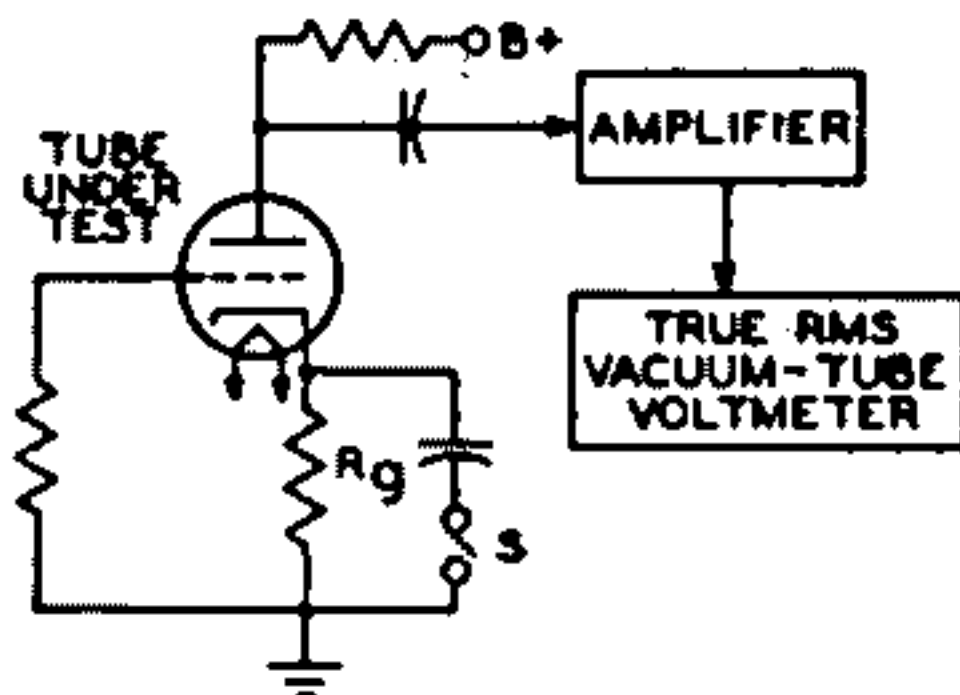 B+
AMPLIFIER
TUBE
UNDER
TEST
TRUE RMS
VACUUM-TUBE
VOLTMETER
Rg
S